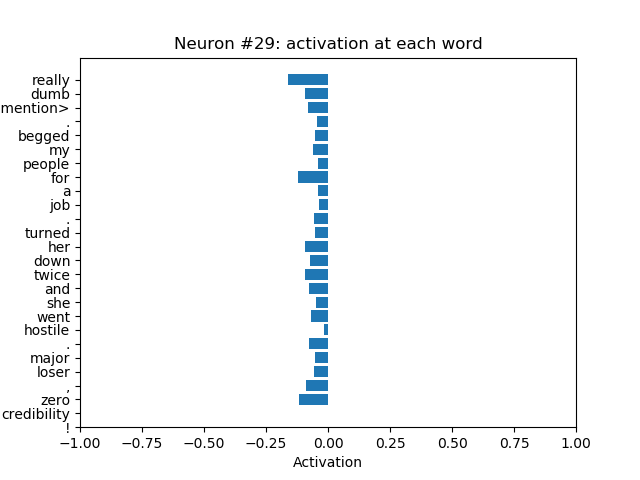 Neuron #29: activation at each word
really
dumb
mention>
.
begged
my
people
for
a
job
.
turned
her
down
twice
and
she
went
hostile
.
major
loser
,
zero
credibility
!
−1.00 −0.75 −0.50 −0.25 0.00 0.25 0.50 0.75 1.00
Activation